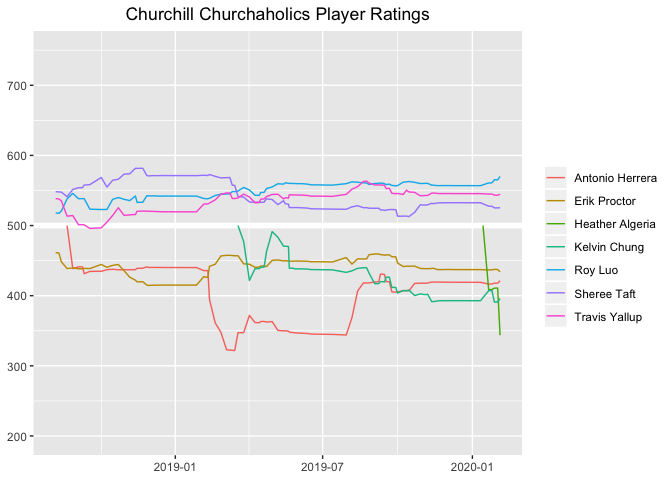 Churchill Churchaholics Player Ratings
700
600
500
400
300
200
2019-01
2019-07
2020-01
Antonio Herrera
Erik Proctor
Heather Algeria
Kelvin Chung
Roy Luo
Sheree Taft
Travis Yallup